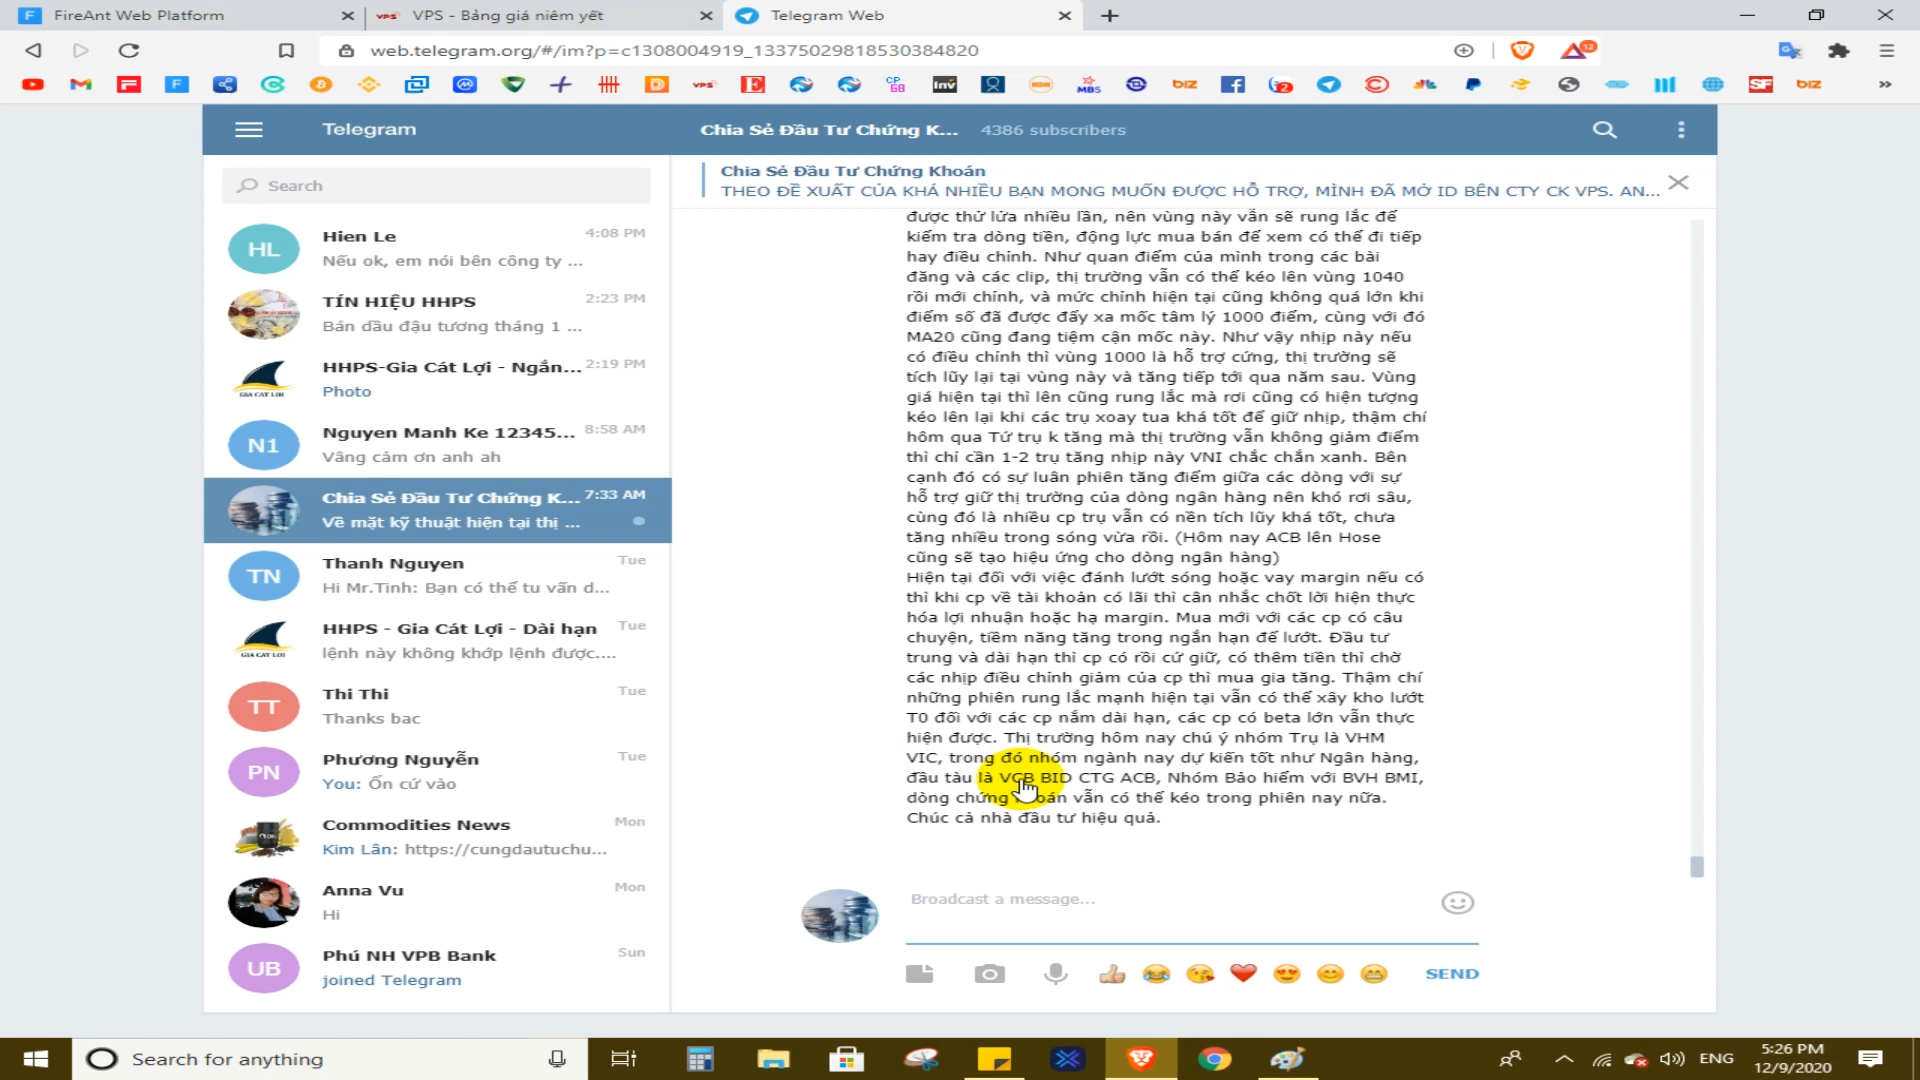 FireAnt Web Platform
VPS - Bảng giá niêm yết
Telegram Web
web.telegram.org/#/im?p=c1308004919_13375029818530384820
12
Telegram
Chia Sẻ Đầu Tư Chứng K... 4386 subscribers
Search
Chia Sẻ Đầu Tư Chứng Khoán
THEO ĐỀ XUẤT CỦA KHÁ NHIỀU BẠN MONG MUỐN ĐƯỢC HỖ TRỢ, MÌNH ĐÃ MỞ ID BÊN CTY CK VPS. AN...
HL
Hien Le 4:08 PM
Nếu ok, em nói bên công ty ...
TÍN HIỆU HHPS 2:23 PM
Bán dầu đậu tương tháng 1 ...
GIA CAT LOI
HHPS-Gia Cát Lợi - Ngắn... 2:19 PM
Photo
N1
Nguyen Manh Ke 12345... 8:58 AM
Vâng cảm ơn anh ah
Chia Sẻ Đầu Tư Chứng K... 7:33 AM
Về mặt kỹ thuật hiện tại thị ...
TN
Thanh Nguyen Tue
Hi Mr.Tinh: Bạn có thể tu vấn d...
GIA CAT LOI
HHPS - Gia Cát Lợi - Dài hạn Tue
lệnh này không khớp lệnh được....
TT
Thi Thi Tue
Thanks bac
PN
Phương Nguyễn Tue
You: Ổn cứ vào
Commodities News Mon
Kim Lân: https://cungdautuchu...
Anna Vu Mon
Hi
UB
Phú NH VPB Bank Sun
joined Telegram
được thử lửa nhiều lần, nên vùng này vẫn sẽ rung lắc để
kiểm tra dòng tiền, động lực mua bán để xem có thể đi tiếp
hay điều chỉnh. Như quan điểm của mình trong các bài
đăng và các clip, thị trường vẫn có thể kéo lên vùng 1040
rồi mới chỉnh, và mức chỉnh hiện tại cũng không quá lớn khi
điểm số đã được đẩy xa mốc tâm lý 1000 điểm, cùng với đó
MA20 cũng đang tiệm cận mốc này. Như vậy nhịp này nếu
có điều chỉnh thì vùng 1000 là hỗ trợ cứng, thị trường sẽ
tích lũy lại tại vùng này và tăng tiếp tới qua năm sau. Vùng
giá hiện tại thì lên cũng rung lắc mà rơi cũng có hiện tượng
kéo lên lại khi các trụ xoay tua khá tốt để giữ nhịp, thậm chí
hôm qua Tứ trụ k tăng mà thị trường vẫn không giảm điểm
thì chỉ cần 1-2 trụ tăng nhịp này VNI chắc chắn xanh. Bên
cạnh đó có sự luân phiên tăng điểm giữa các dòng với sự
hỗ trợ giữ thị trường của dòng ngân hàng nên khó rơi sâu,
cùng đó là nhiều cp trụ vẫn có nền tích lũy khá tốt, chưa
tăng nhiều trong sóng vừa rồi. (Hôm nay ACB lên Hose
cũng sẽ tạo hiệu ứng cho dòng ngân hàng)
Hiện tại đối với việc đánh lướt sóng hoặc vay margin nếu có
thì khi cp về tài khoản có lãi thì cân nhắc chốt lời hiện thực
hóa lợi nhuận hoặc hạ margin. Mua mới với các cp có câu
chuyện, tiềm năng tăng trong ngắn hạn để lướt. Đầu tư
trung và dài hạn thì cp có rồi cứ giữ, có thêm tiền thì chờ
các nhịp điều chỉnh giảm của cp thì mua gia tăng. Thậm chí
những phiên rung lắc mạnh hiện tại vẫn có thể xây kho lướt
T0 đối với các cp nắm dài hạn, các cp có beta lớn vẫn thực
hiện được. Thị trường hôm nay chú ý nhóm Trụ là VHM
VIC, trong đó nhóm ngành nay dự kiến tốt như Ngân hàng,
đầu tàu là VCB BID CTG ACB, Nhóm Bảo hiểm với BVH BMI,
dòng chứng khoán vẫn có thể kéo trong phiên nay nữa.
Chúc cả nhà đầu tư hiệu quả.
Broadcast a message...
SEND
Search for anything
ENG
5:26 PM
12/9/2020